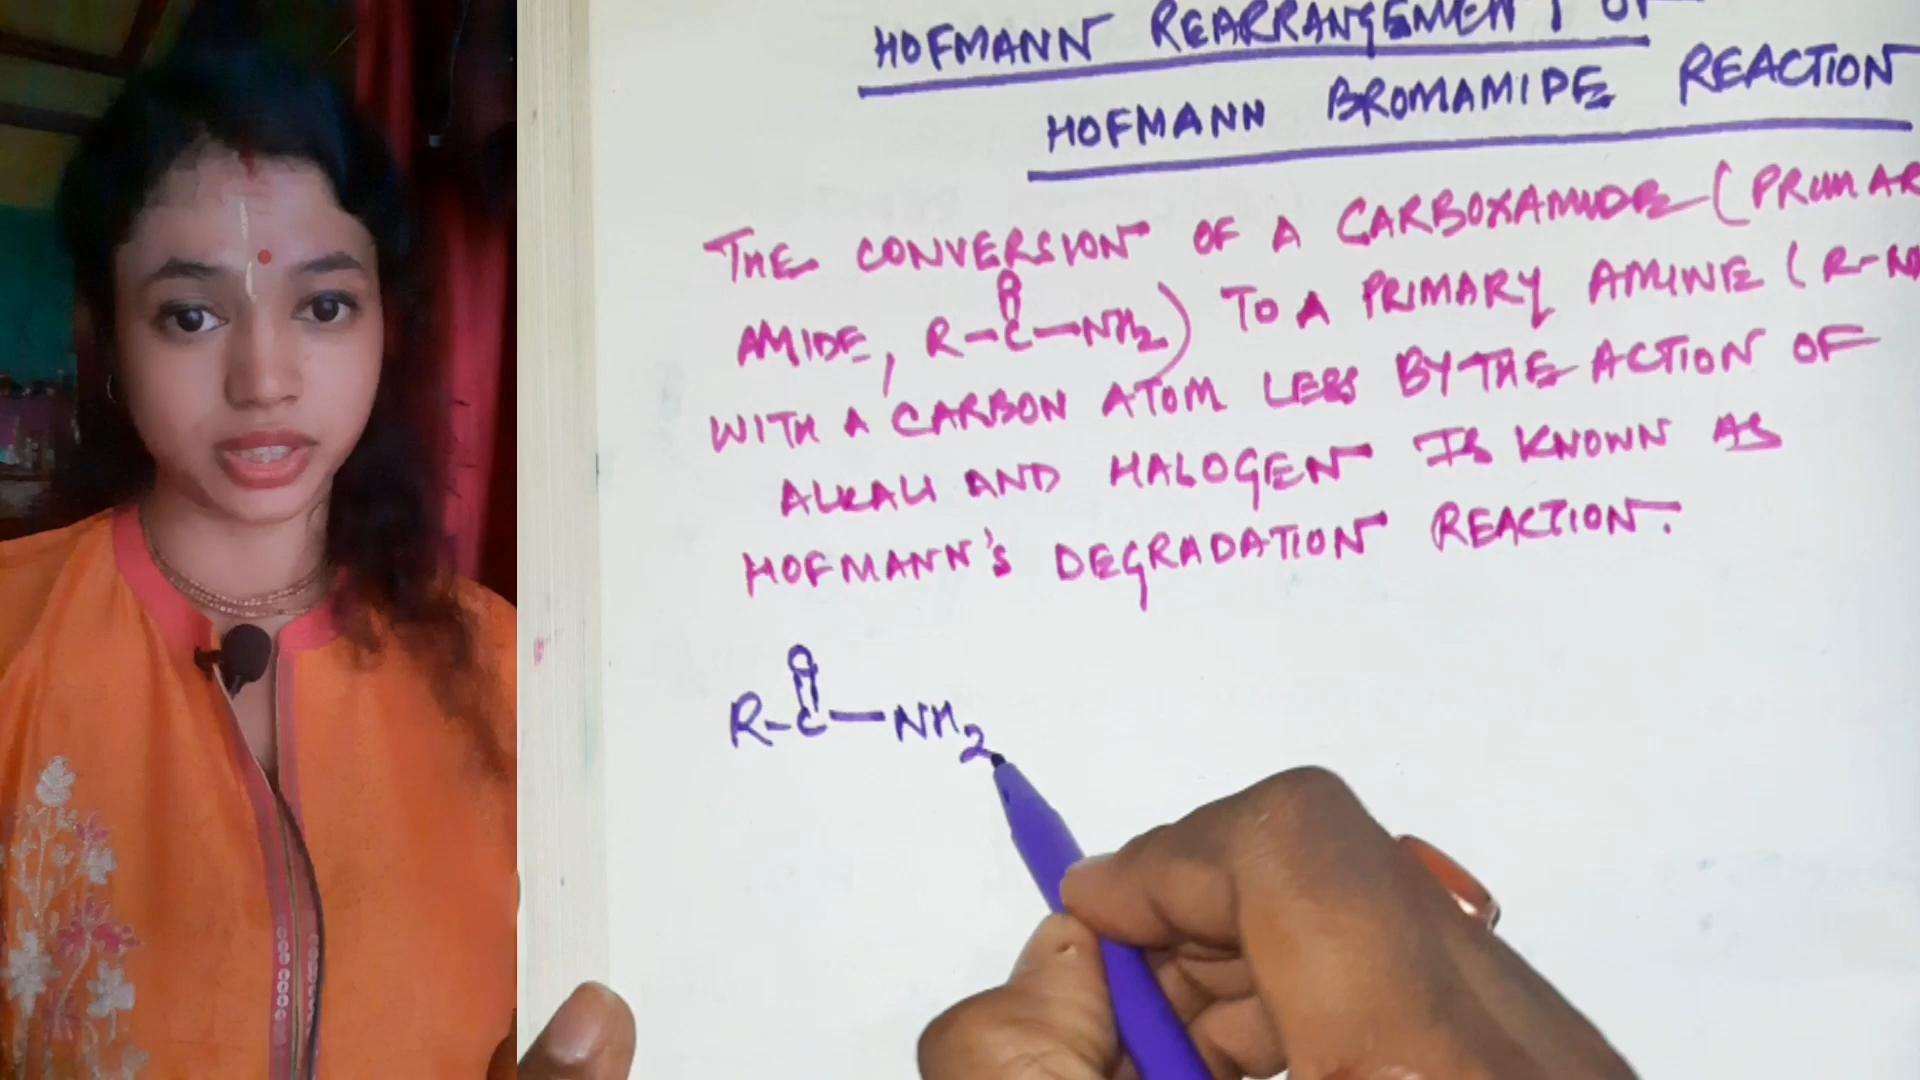 HOFMANN REARRANGEMENT OF
HOFMANN BROMAMIDE REACTION
THE CONVERSION OF A CARBOXAMIDE (PRIMAR
AMIDE, R-C-NH2) TO A PRIMARY AMINE (R-N
O
WITH A CARBON ATOM LESS BY THE ACTION OF
ALKALI AND HALOGEN IS KNOWN AS
HOFMANN'S DEGRADATION REACTION.
O
R-C-NH2